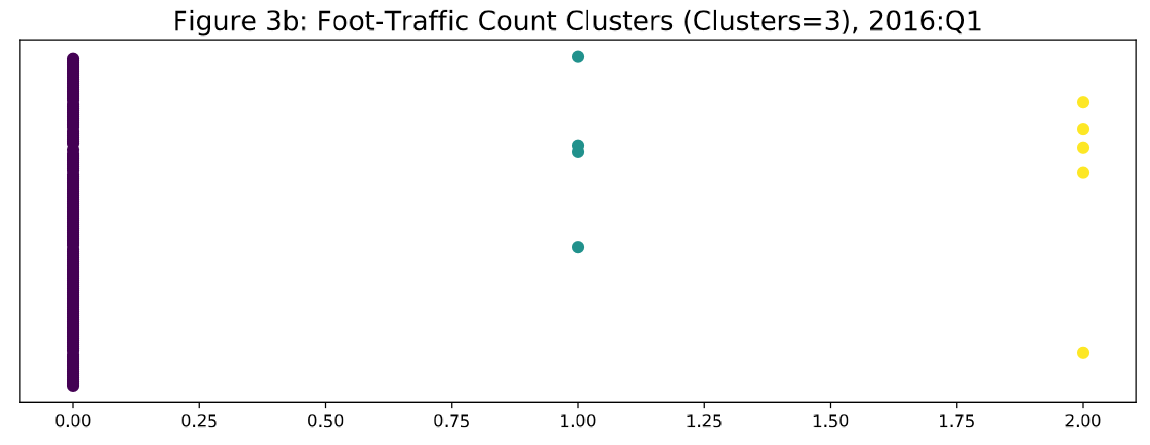 Figure 3b: Foot-Traffic Count Clusters (Clusters=3), 2016:Q1
0.00 0.25 0.50 0.75 1.00 1.25 1.50 1.75 2.00